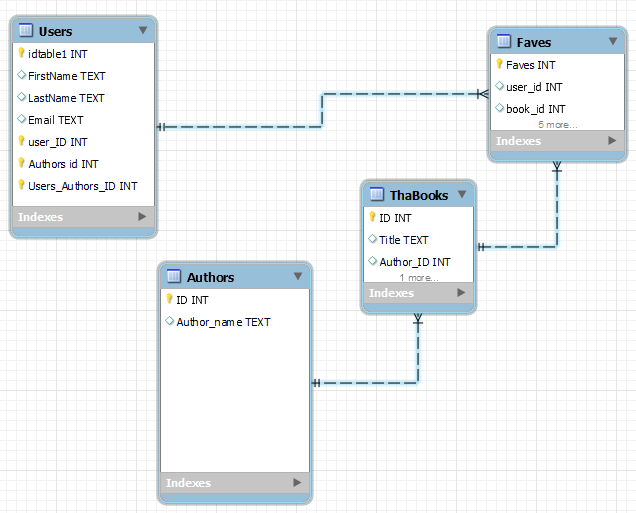 Users
idtable1 INT
FirstName TEXT
LastName TEXT
Email TEXT
user_ID INT
Authors id INT
Users_Authors_ID INT
Indexes
Faves
Faves INT
user_id INT
book_id INT
5 more...
Indexes
ThaBooks
ID INT
Title TEXT
Author_ID INT
1 more...
Indexes
Authors
ID INT
Author_name TEXT
Indexes